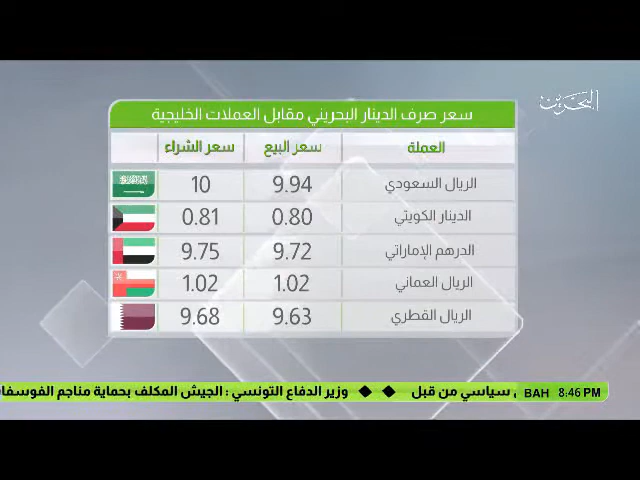 البحرين
سعر صرف الدينار البحريني مقابل العملات الخليجية
العملة سعر البيع سعر الشراء
الريال السعودي 9.94 10
الدينار الكويتي 0.80 0.81
الدرهم الإماراتي 9.72 9.75
الريال العماني 1.02 1.02
الريال القطري 9.63 9.68
سياسي من قبل ◆ ◆ وزير الدفاع التونسي : الجيش المكلف بحماية مناجم
BAH 8:46 PM